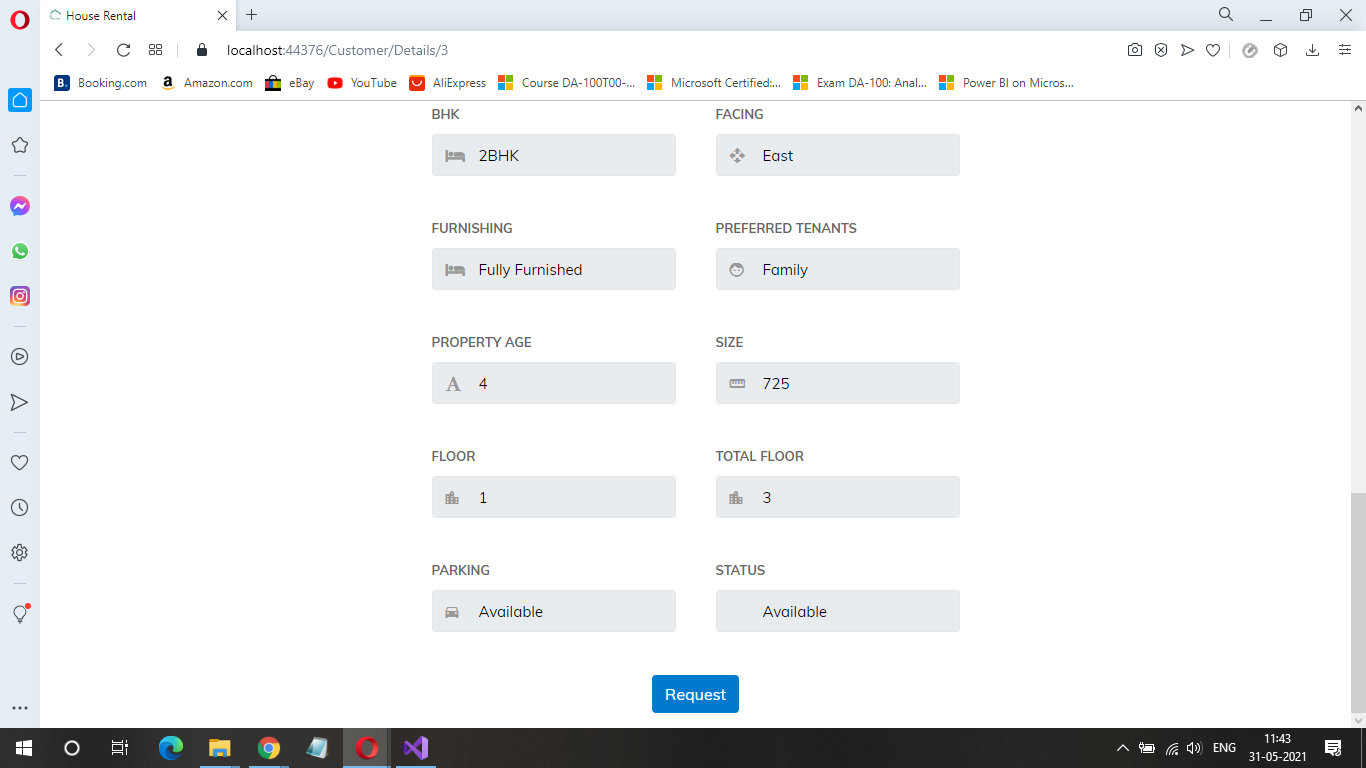 House Rental
localhost:44376/Customer/Details/3
B. Booking.com a Amazon.com eBay YouTube AliExpress Course DA-100T00-... Microsoft Certified:... Exam DA-100: Anal... Power BI on Micros...
BHK FACING
2BHK East
FURNISHING PREFERRED TENANTS
Fully Furnished Family
PROPERTY AGE SIZE
A 4 725
FLOOR TOTAL FLOOR
1 3
PARKING STATUS
Available Available
Request
ENG 11:43
31-05-2021